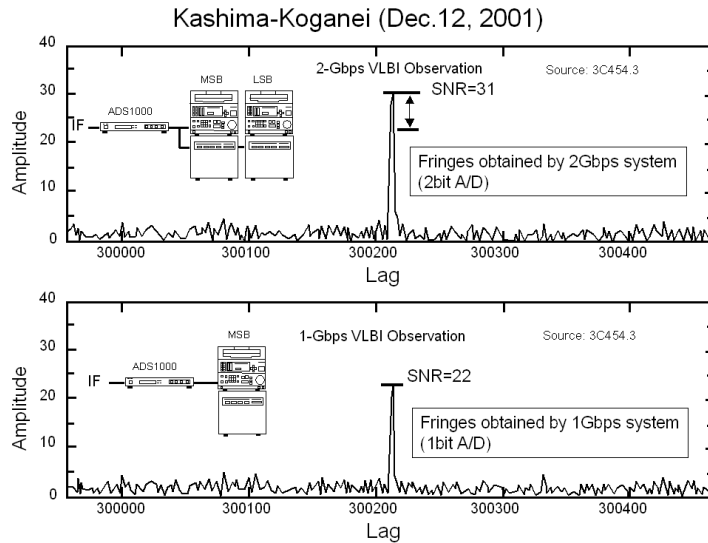 Kashima-Koganei (Dec.12, 2001)
40
30
20
10
0
Amplitude
MSB
LSB
ADS1000
IF
2-Gbps VLBI Observation
Source: 3C454.3
SNR=31
Fringes obtained by 2Gbps system
(2bit A/D)
300000
300100
300200
300300
300400
Lag
40
30
20
10
0
Amplitude
MSB
ADS1000
IF
1-Gbps VLBI Observation
Source: 3C454.3
SNR=22
Fringes obtained by 1Gbps system
(1bit A/D)
300000
300100
300200
300300
300400
Lag